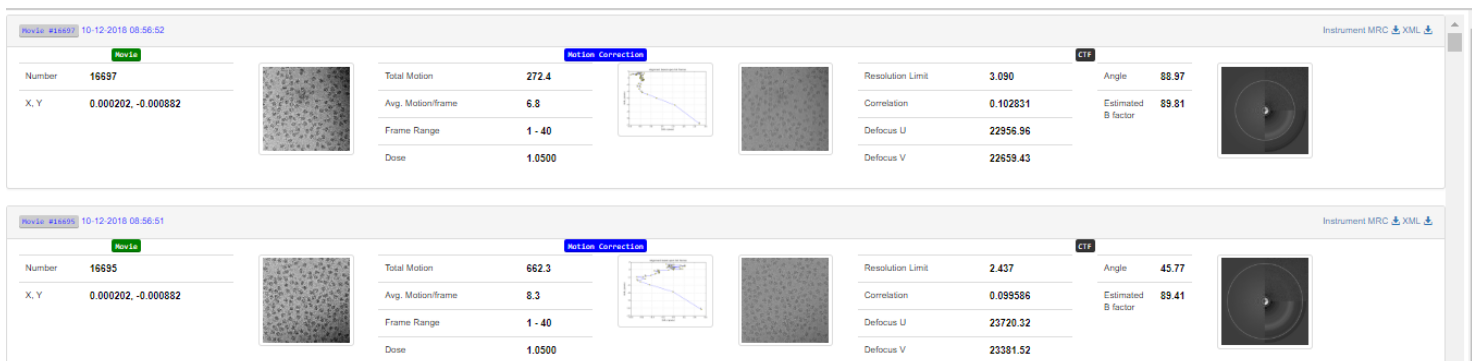 Movie #16697 10-12-2018 08:56:52 Instrument MRC XML
Movie Motion Correction CTF
Number 16697 Total Motion 272.4 Resolution Limit 3.090 Angle 88.97
X, Y 0.000202, -0.000882 Avg. Motion/frame 6.8 Correlation 0.102831 Estimated B factor 89.81
Frame Range 1 - 40 Defocus U 22956.96
Dose 1.0500 Defocus V 22659.43
Movie #16695 10-12-2018 08:56:51 Instrument MRC XML
Movie Motion Correction CTF
Number 16695 Total Motion 662.3 Resolution Limit 2.437 Angle 45.77
X, Y 0.000202, -0.000882 Avg. Motion/frame 8.3 Correlation 0.099586 Estimated B factor 89.41
Frame Range 1 - 40 Defocus U 23720.32
Dose 1.0500 Defocus V 23381.52